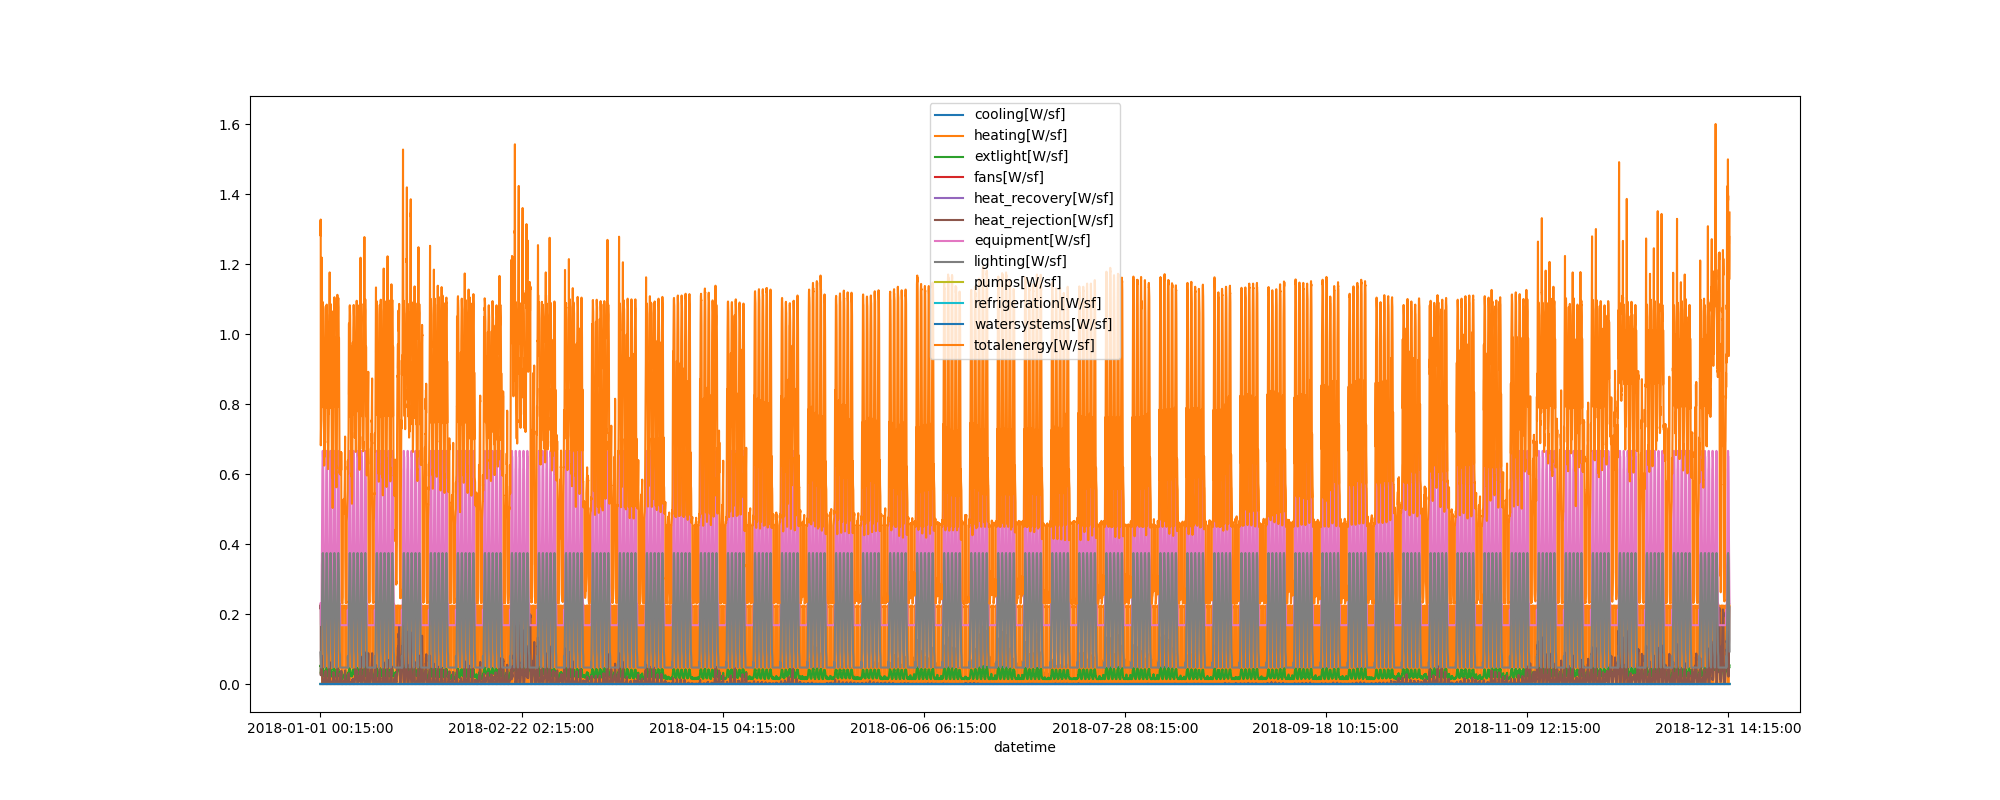 1.6
1.4
1.2
1.0
0.8
0.6
0.4
0.2
0.0
cooling[W/sf]
heating[W/sf]
extlight[W/sf]
fans[W/sf]
heat_recovery[W/sf]
heat_rejection[W/sf]
equipment[W/sf]
lighting[W/sf]
pumps[W/sf]
refrigeration[W/sf]
watersystems[W/sf]
totalenergy[W/sf]
2018-01-01 00:15:00 2018-02-22 02:15:00 2018-04-15 04:15:00 2018-06-06 06:15:00 2018-07-28 08:15:00 2018-09-18 10:15:00 2018-11-09 12:15:00 2018-12-31 14:15:00
datetime